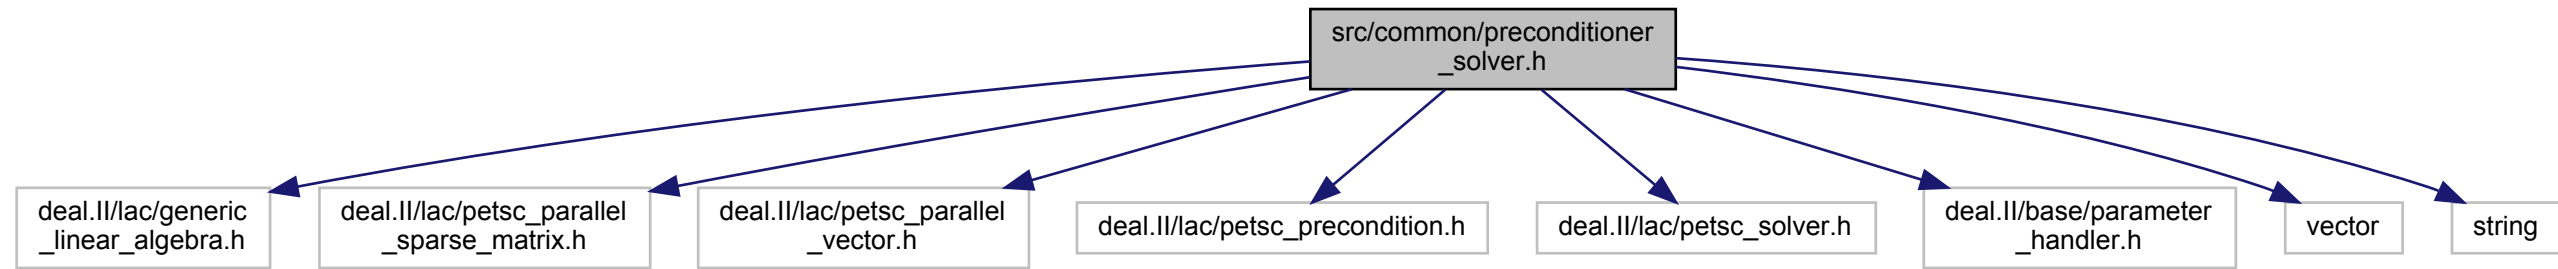 src/common/preconditioner
_solver.h
deal.II/lac/generic
_linear_algebra.h
deal.II/lac/petsc_parallel
_sparse_matrix.h
deal.II/lac/petsc_parallel
_vector.h
deal.II/lac/petsc_precondition.h
deal.II/lac/petsc_solver.h
deal.II/base/parameter
_handler.h
vector
string